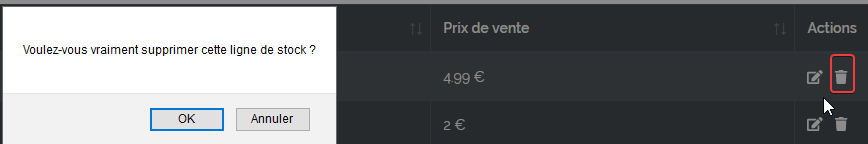 Prix de vente Actions
Voulez-vous vraiment supprimer cette ligne de stock ?
4.99 €
OK Annuler
2 €